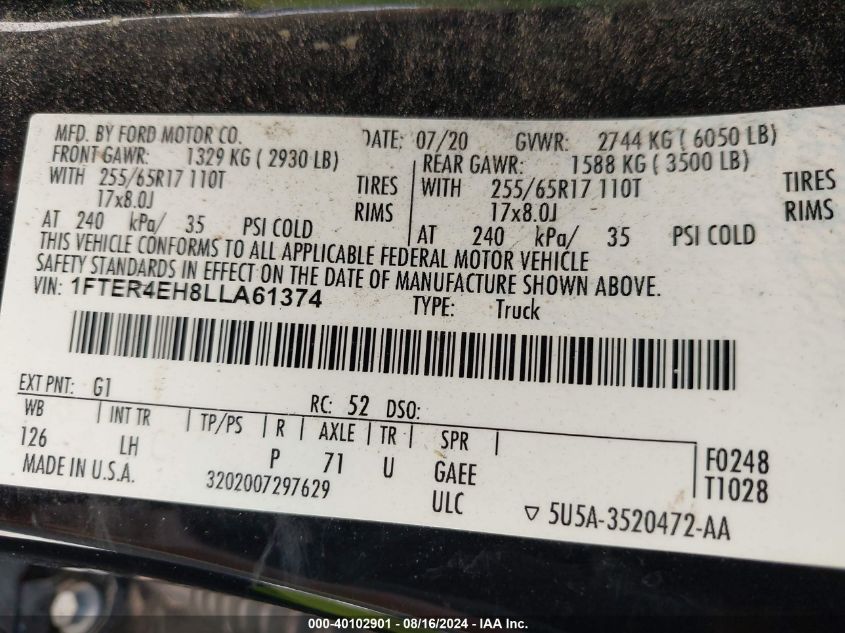 MFD. BY FORD MOTOR CO. DATE: 07/20 GVWR: 2744 KG ( 6050 LB)
FRONT GAWR: 1329 KG ( 2930 LB) REAR GAWR: 1588 KG ( 3500 LB)
WITH 255/65R17 110T TIRES WITH 255/65R17 110T TIRES
17x8.0J RIMS 17x8.0J RIMS
AT 240 kPa/ 35 PSI COLD AT 240 kPa/ 35 PSI COLD
THIS VEHICLE CONFORMS TO ALL APPLICABLE FEDERAL MOTOR VEHICLE
SAFETY STANDARDS IN EFFECT ON THE DATE OF MANUFACTURE SHOWN ABOVE.
VIN: 1FTER4EH8LLA61374 TYPE: Truck
EXT PNT: G1 RC: 52 DSO:
WB | INT TR | TP/PS | R | AXLE | TR | SPR |
126 LH P 71 U GAEE F0248
MADE IN U.S.A. 3202007297629 ULC T1028
▽ 5U5A-3520472-AA
000-40102901 - 08/16/2024 - IAA Inc.